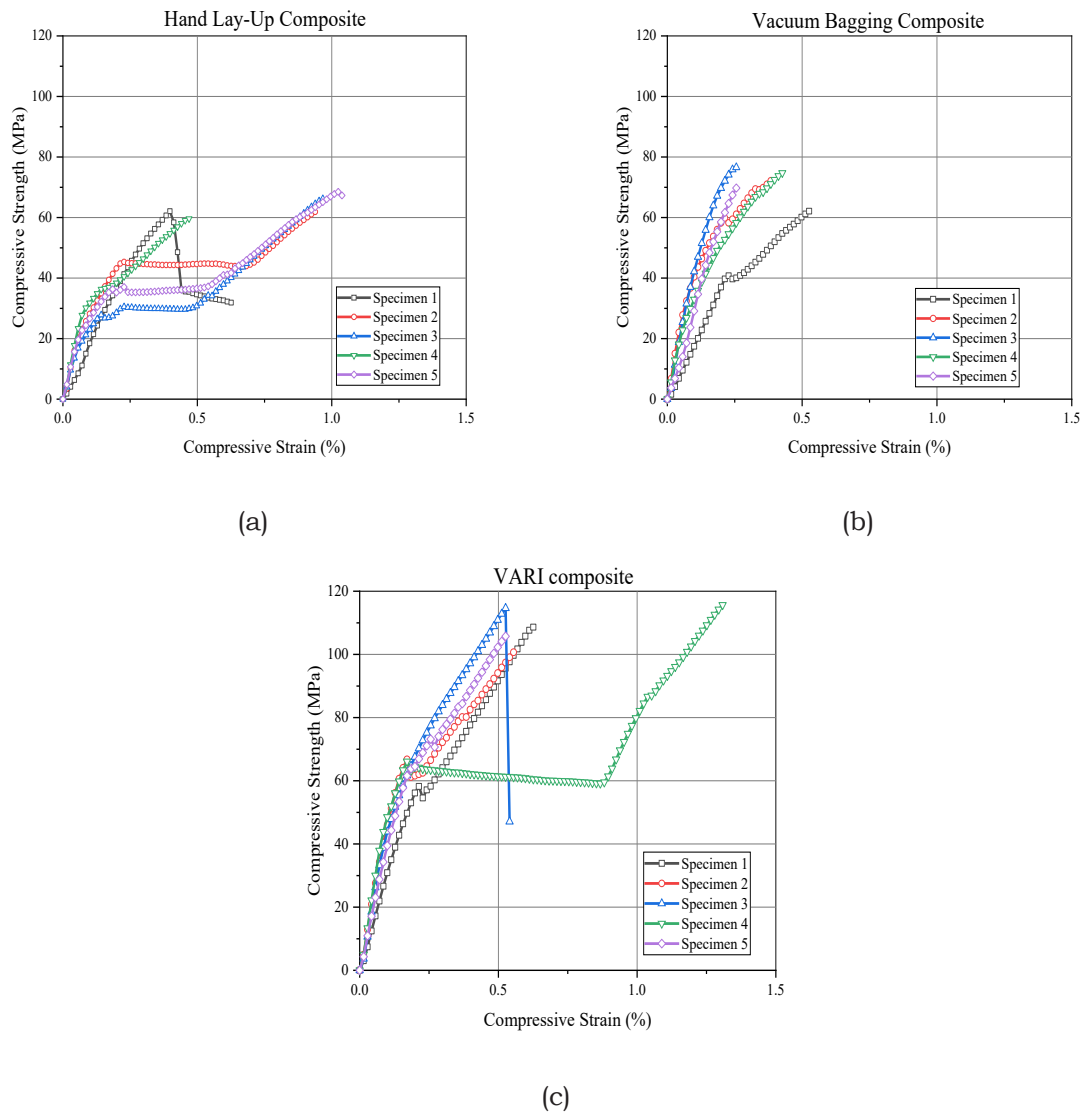 Hand Lay-Up Composite
120
100
80
60
40
20
0
0.0 0.5 1.0 1.5
Compressive Strength (MPa)
Compressive Strain (%)
Specimen 1
Specimen 2
Specimen 3
Specimen 4
Specimen 5
(a)
Vacuum Bagging Composite
120
100
80
60
40
20
0
0.0 0.5 1.0 1.5
Compressive Strength (MPa)
Compressive Strain (%)
Specimen 1
Specimen 2
Specimen 3
Specimen 4
Specimen 5
(b)
VARI composite
120
100
80
60
40
20
0
0.0 0.5 1.0 1.5
Compressive Strength (MPa)
Compressive Strain (%)
Specimen 1
Specimen 2
Specimen 3
Specimen 4
Specimen 5
(c)